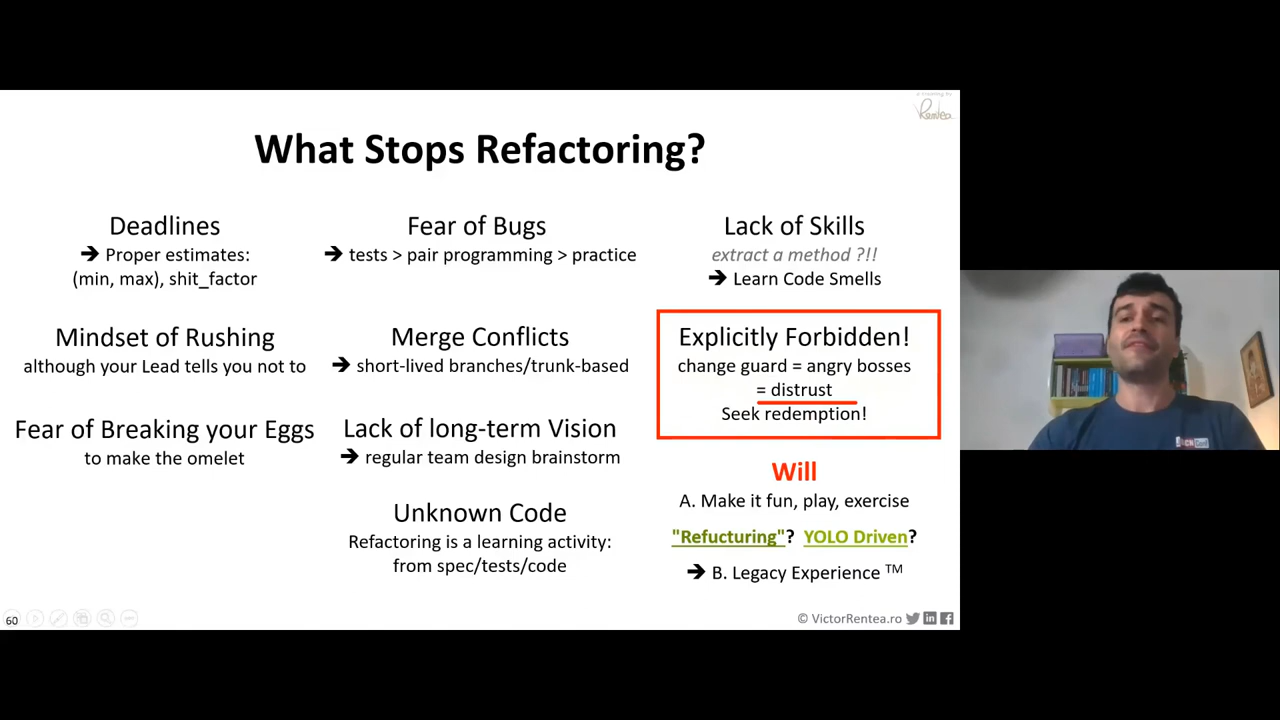 Rentea
What Stops Refactoring?
Deadlines
➔ Proper estimates:
(min, max), shit_factor
Mindset of Rushing
although your Lead tells you not to
Fear of Breaking your Eggs
to make the omelet
Fear of Bugs
➔ tests > pair programming > practice
Merge Conflicts
➔ short-lived branches/trunk-based
Lack of long-term Vision
➔ regular team design brainstorm
Unknown Code
Refactoring is a learning activity:
from spec/tests/code
Lack of Skills
extract a method ?!!
➔ Learn Code Smells
Explicitly Forbidden!
change guard = angry bosses
= distrust
Seek redemption!
Will
A. Make it fun, play, exercise
"Refucturing"? YOLO Driven?
➔ B. Legacy Experience TM
60
© VictorRentea.ro